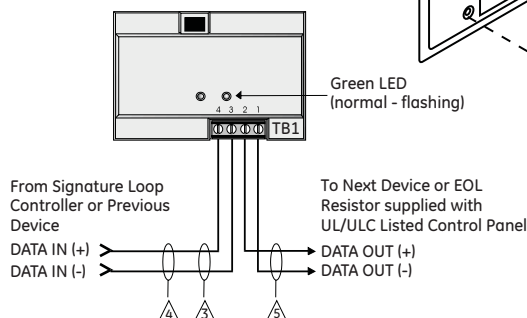 Green LED
(normal - flashing)
4 3 2 1
TB1
From Signature Loop
Controller or Previous
Device
DATA IN (+)
DATA IN (-)
To Next Device or EOL
Resistor supplied with
UL/ULC Listed Control Panel
DATA OUT (+)
DATA OUT (-)
4
3
5